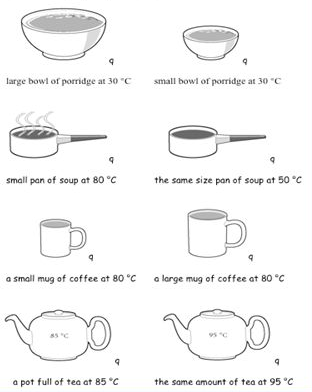 q q
large bowl of porridge at 30 °C small bowl of porridge at 30 °C
q q
small pan of soup at 80 °C the same size pan of soup at 50 °C
q q
a small mug of coffee at 80 °C a large mug of coffee at 80 °C
85 °C 95 °C
q q
a pot full of tea at 85 °C the same amount of tea at 95 °C